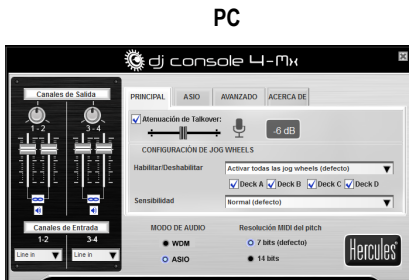 PC
dj console 4-Mx
Canales de Salida
1-2
3-4
Canales de Entrada
1-2
3-4
Line in
Line in
PRINCIPAL
ASIO
AVANZADO
ACERCA DE
Atenuación de Talkover:
-6 dB
CONFIGURACIÓN DE JOG WHEELS
Habilitar/Deshabilitar
Activar todas las jog wheels (defecto)
Deck A
Deck B
Deck C
Deck D
Sensibilidad
Normal (defecto)
MODO DE AUDIO
WDM
ASIO
Resolución MIDI del pitch
7 bits (defecto)
14 bits
Hercules